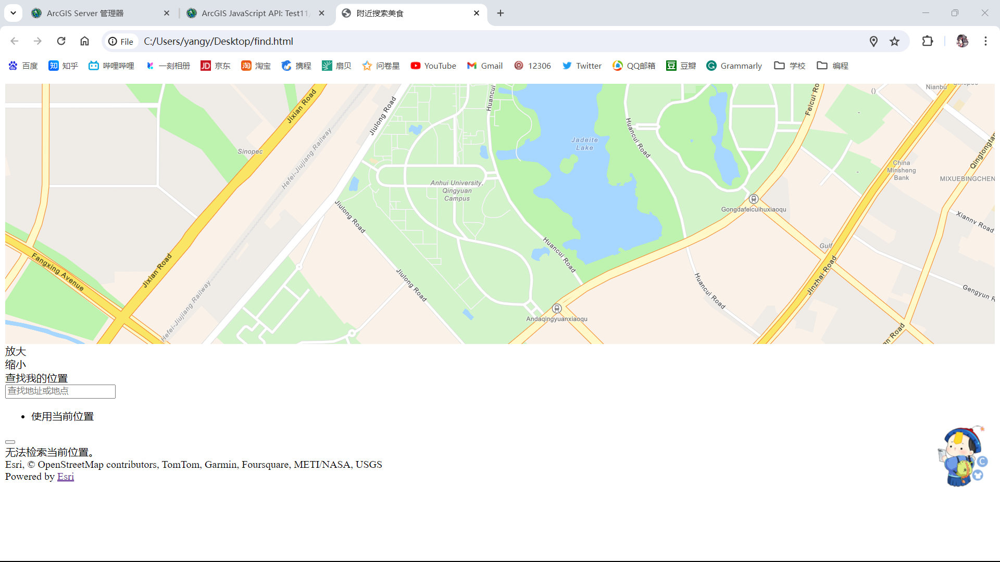 ArcGIS Server 管理器
ArcGIS JavaScript API: Test11
附近搜索美食
File
C:/Users/yangy/Desktop/find.html
百度
知乎
哔哩哔哩
一刻相册
京东
淘宝
携程
扇贝
问卷星
YouTube
Gmail
12306
Twitter
QQ邮箱
豆瓣
Grammarly
学校
编程
Jixian Road
Jiulong Road
Huancui
Huancui Road
Feicui Ro
Nianbu
Sinopec
Hefei-Jiujiang Railway
Jadeite
Lake
Qinglongtan
China
Minsheng
Bank
MIXUEBINGCHEN
Anhui University,
Qingyuan
Campus
Gongdafeicuihuxiaoqu
Jiulong Road
Huancui Road
Gulf
Jixian Road
Fangxing Avenue
Jiulong Road
Huancui Road
Jinzhai Road
Gengyun R
Hefei-Jiujiang Railway
Andaqingyuanxiaoqu
an Road
放大
缩小
查找我的位置
查找地址或地点
使用当前位置
无法检索当前位置。
Esri, © OpenStreetMap contributors, TomTom, Garmin, Foursquare, METI/NASA, USGS
Powered by Esri